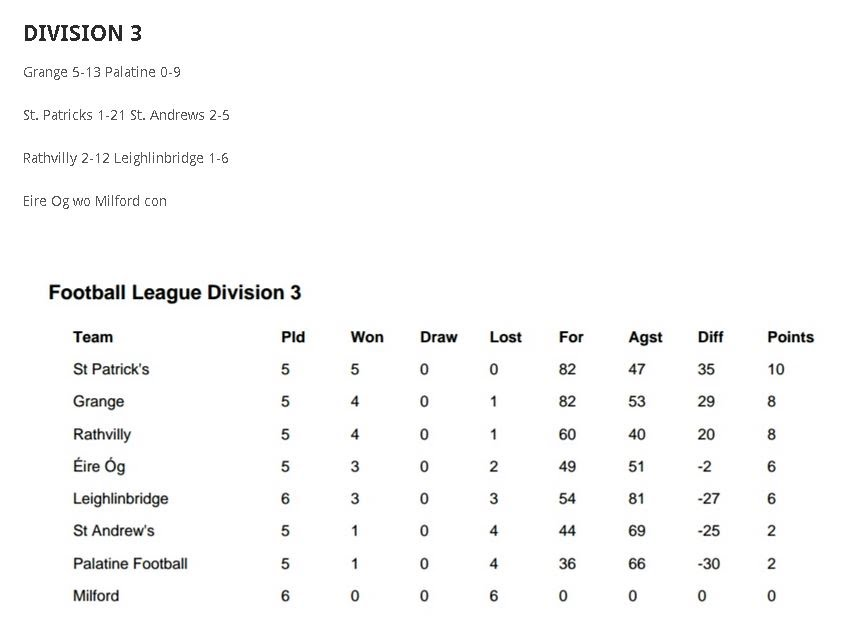 DIVISION 3
Grange 5-13 Palatine 0-9
St. Patricks 1-21 St. Andrews 2-5
Rathvilly 2-12 Leighlinbridge 1-6
Eire Og wo Milford con
Football League Division 3
Team Pld Won Draw Lost For Agst Diff Points
St Patrick's 5 5 0 0 82 47 35 10
Grange 5 4 0 1 82 53 29 8
Rathvilly 5 4 0 1 60 40 20 8
Éire Óg 5 3 0 2 49 51 -2 6
Leighlinbridge 6 3 0 3 54 81 -27 6
St Andrew's 5 1 0 4 44 69 -25 2
Palatine Football 5 1 0 4 36 66 -30 2
Milford 6 0 0 6 0 0 0 0